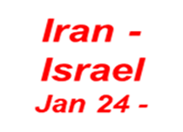 Iran -
Israel
Jan 24 -